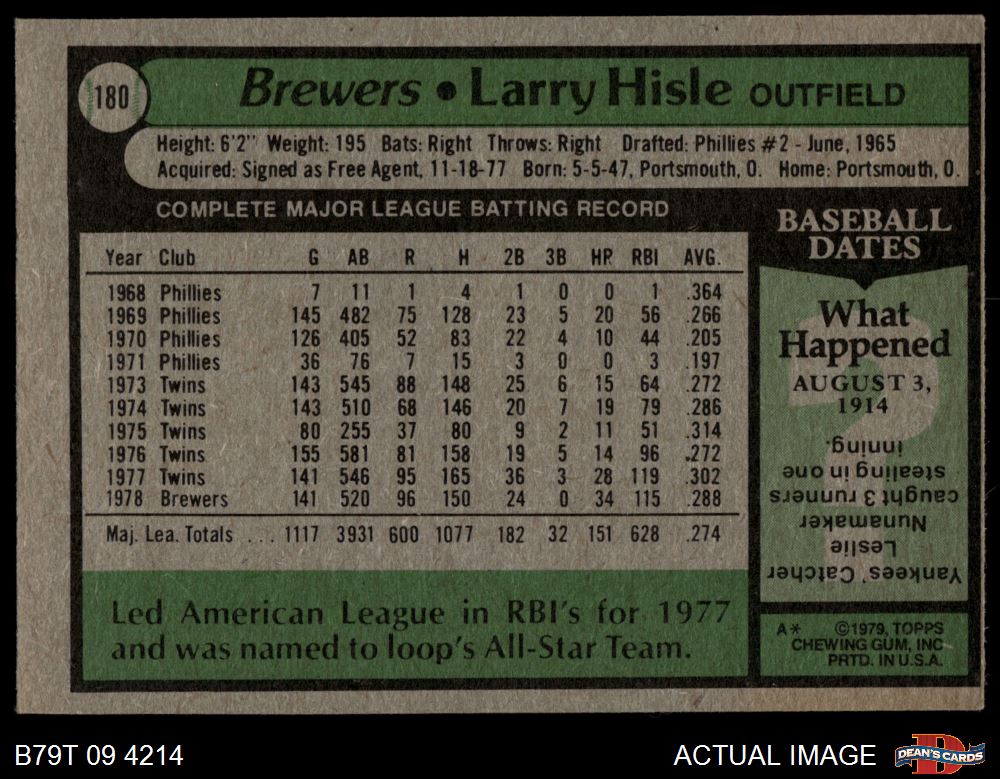 180
Brewers • Larry Hisle OUTFIELD
Height: 6'2" Weight: 195 Bats: Right Throws: Right Drafted: Phillies #2 - June, 1965
Acquired: Signed as Free Agent, 11-18-77 Born: 5-5-47, Portsmouth, O. Home: Portsmouth, O.
COMPLETE MAJOR LEAGUE BATTING RECORD
Year Club G AB R H 2B 3B HR RBI AVG.
1968 Phillies 7 11 1 4 1 0 0 1 .364
1969 Phillies 145 482 75 128 23 5 20 56 .266
1970 Phillies 126 405 52 83 22 4 10 44 .205
1971 Phillies 36 76 7 15 3 0 0 3 .197
1973 Twins 143 545 88 148 25 6 15 64 .272
1974 Twins 143 510 68 146 20 7 19 79 .286
1975 Twins 80 255 37 80 9 2 11 51 .314
1976 Twins 155 581 81 158 19 5 14 96 .272
1977 Twins 141 546 95 165 36 3 28 119 .302
1978 Brewers 141 520 96 150 24 0 34 115 .288
Maj. Lea. Totals ... 1117 3931 600 1077 182 32 151 628 .274
Led American League in RBI's for 1977
and was named to loop's All-Star Team.
BASEBALL
DATES
What
Happened
AUGUST 3,
1914
Yankees' Catcher
Leslie
Nunamaker
caught 3 runners
stealing in one
inning.
A* ©1979, TOPPS
CHEWING GUM, INC
PRTD. IN U.S.A.
B79T 09 4214
ACTUAL IMAGE
DEAN'S CARDS